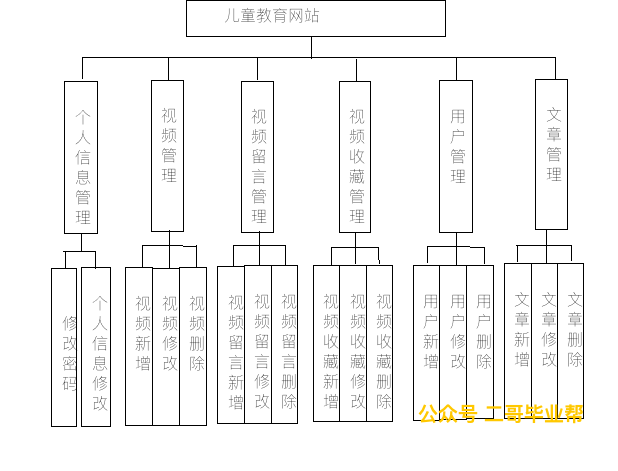 儿童教育网站
个人信息管理
视频管理
视频留言管理
视频收藏管理
用户管理
文章管理
修改密码
个人信息修改
视频新增
视频修改
视频删除
视频留言新增
视频留言修改
视频留言删除
视频收藏新增
视频收藏修改
视频收藏删除
用户新增
用户修改
用户删除
文章新增
文章修改
文章删除
公众号 二哥毕业帮